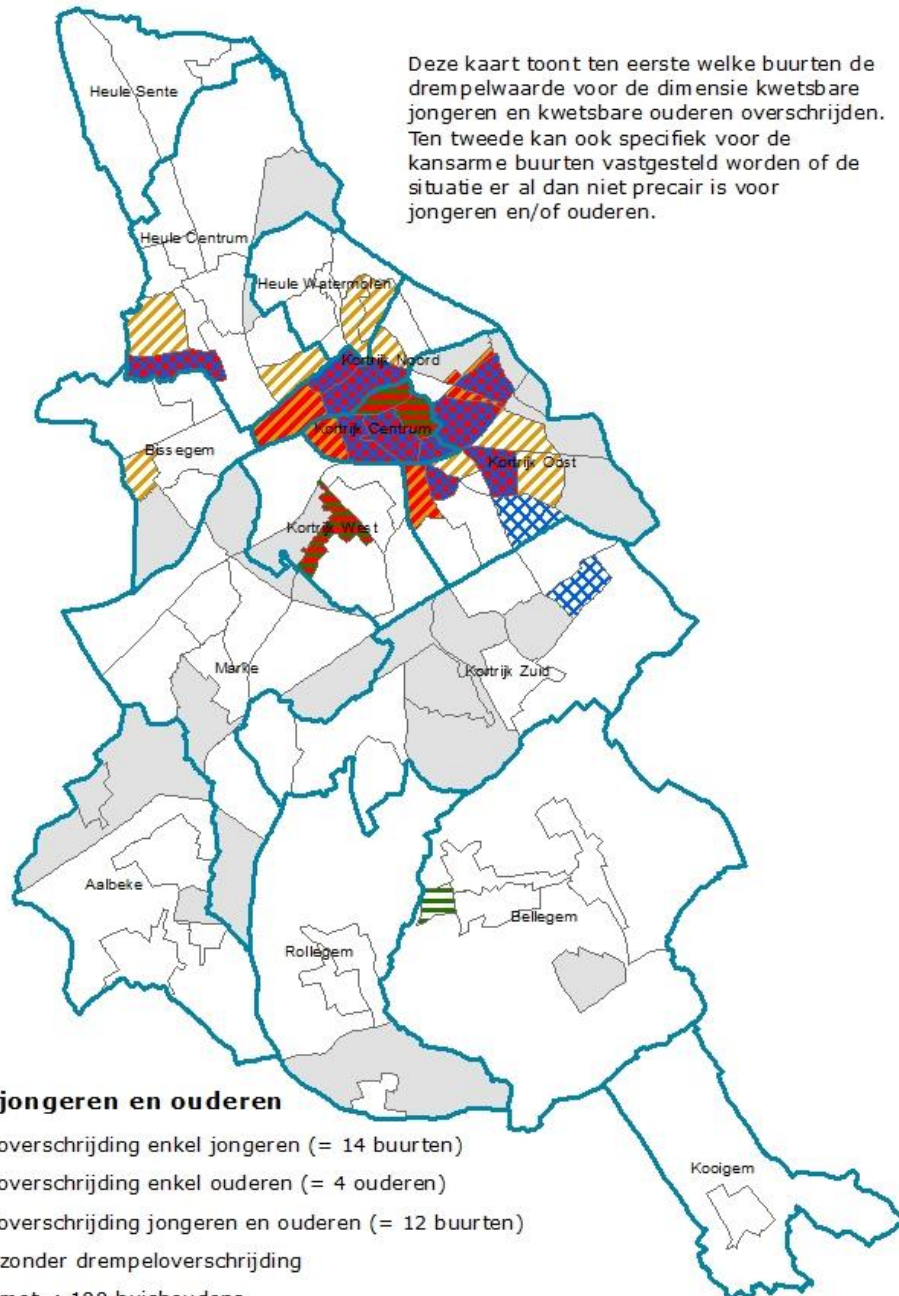 Deze kaart toont ten eerste welke buurten de
drempelwaarde voor de dimensie kwetsbare
jongeren en kwetsbare ouderen overschrijden.
Ten tweede kan ook specifiek voor de
kansarme buurten vastgesteld worden of de
situatie er al dan niet precair is voor
jongeren en/of ouderen.
Heule Sente
Heule Centrum
Heule Watermolen
Kortrijk Noord
Kortrijk Centrum
Bissegem
Kortrijk Oost
Kortrijk West
Marke
Kortrijk Zuid
Aalbeke
Bellegem
Rollegem
Kooigem
jongeren en ouderen
overschrijding enkel jongeren (= 14 buurten)
overschrijding enkel ouderen (= 4 ouderen)
overschrijding jongeren en ouderen (= 12 buurten)
zonder drempeloverschrijding